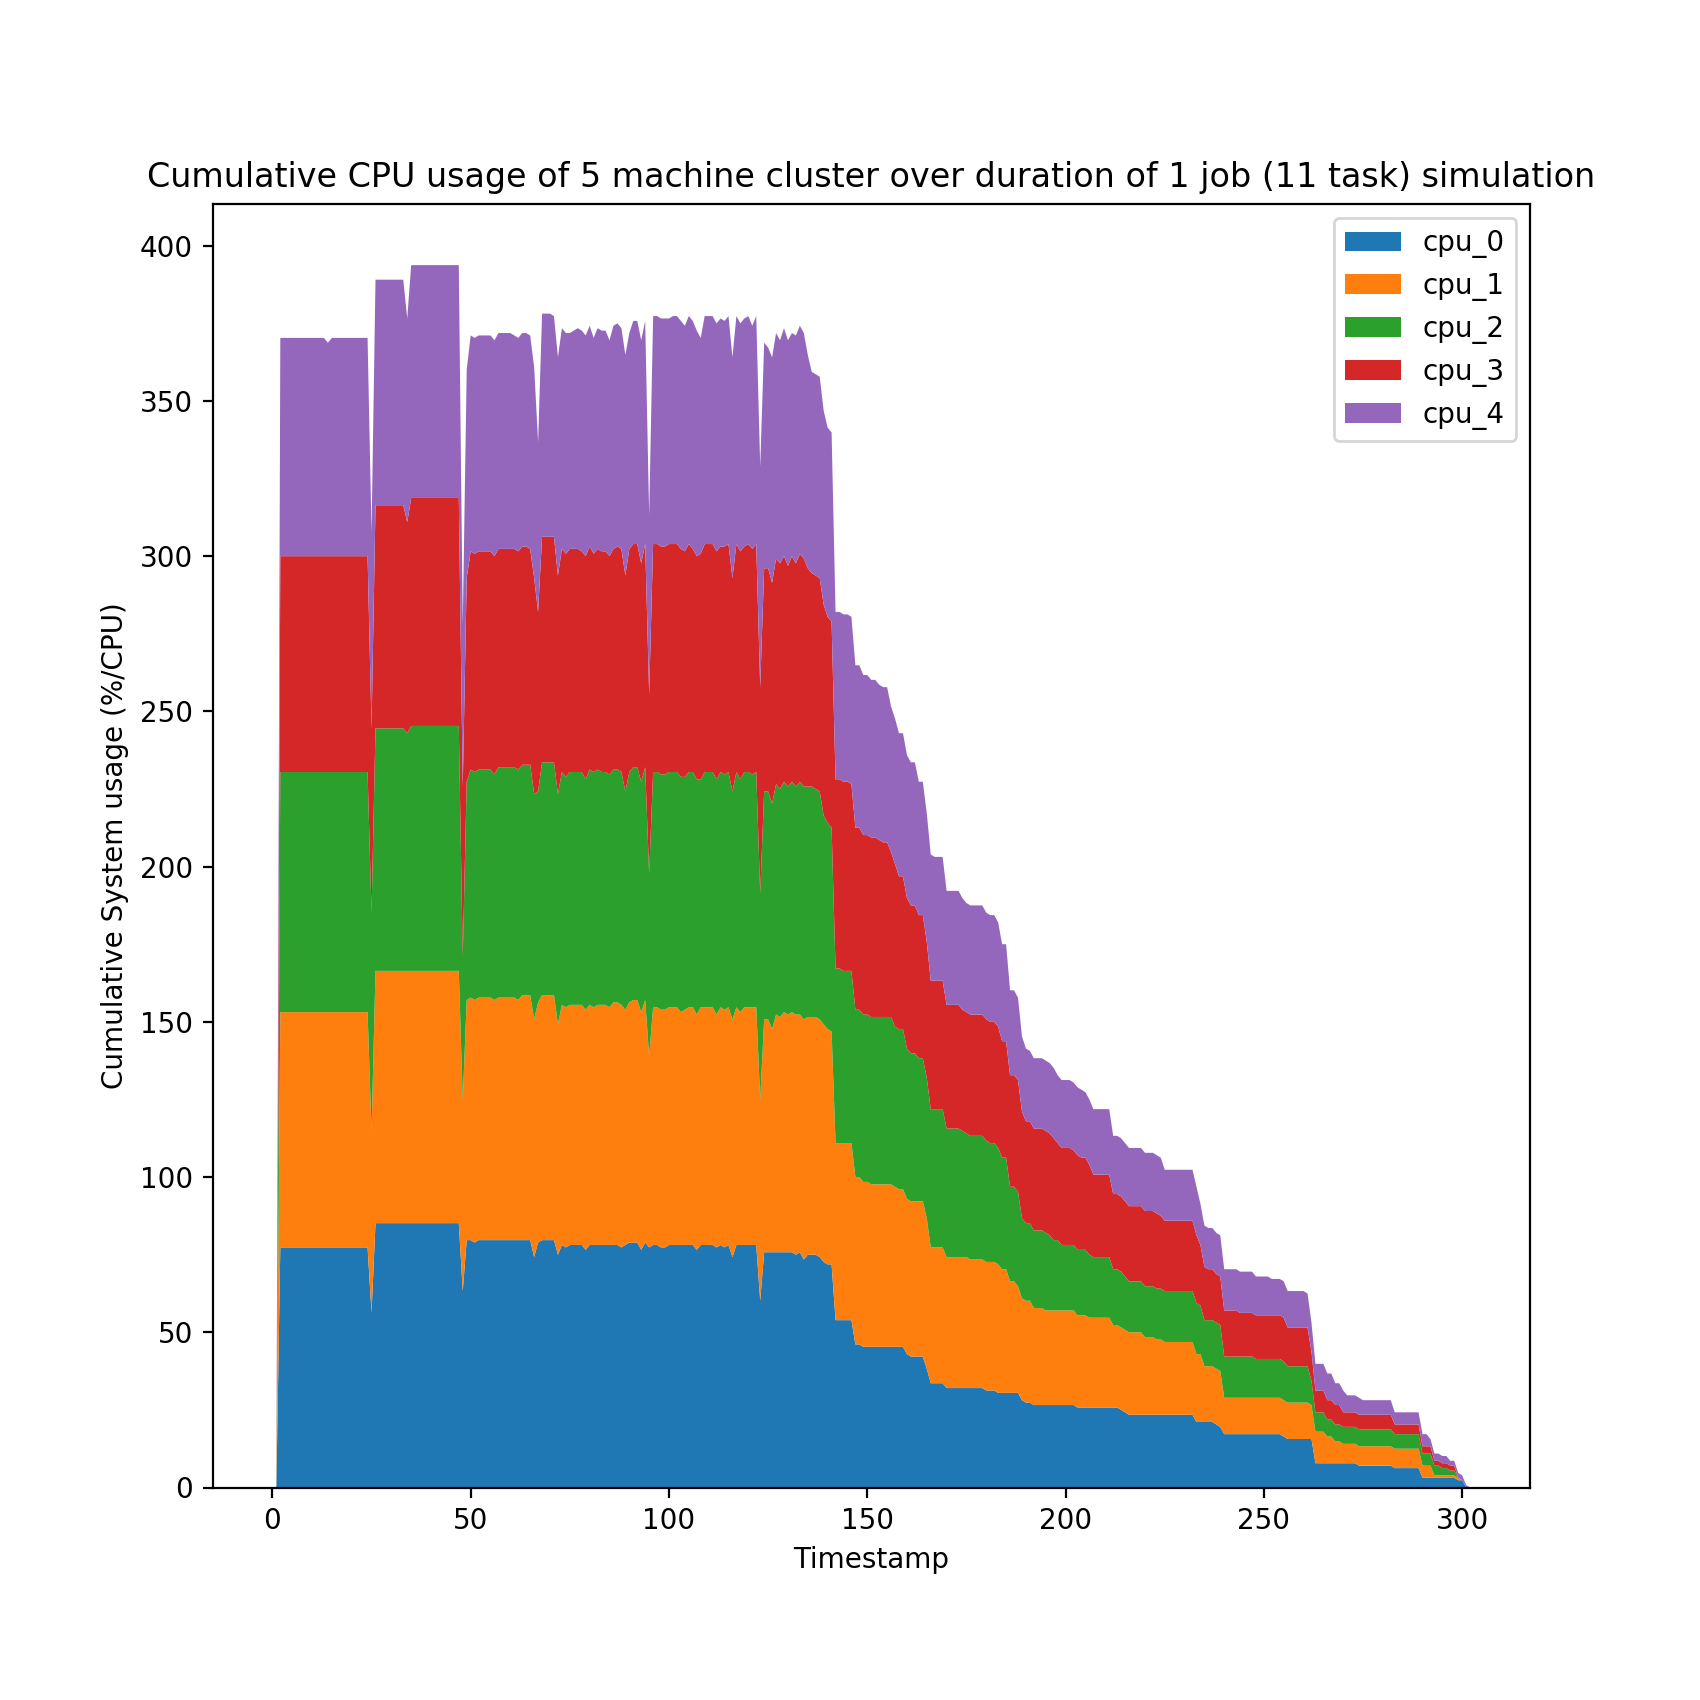 Cumulative CPU usage of 5 machine cluster over duration of 1 job (11 task) simulation
cpu_0
cpu_1
cpu_2
cpu_3
cpu_4
Cumulative System usage (%/CPU)
400
350
300
250
200
150
100
50
0
0 50 100 150 200 250 300
Timestamp